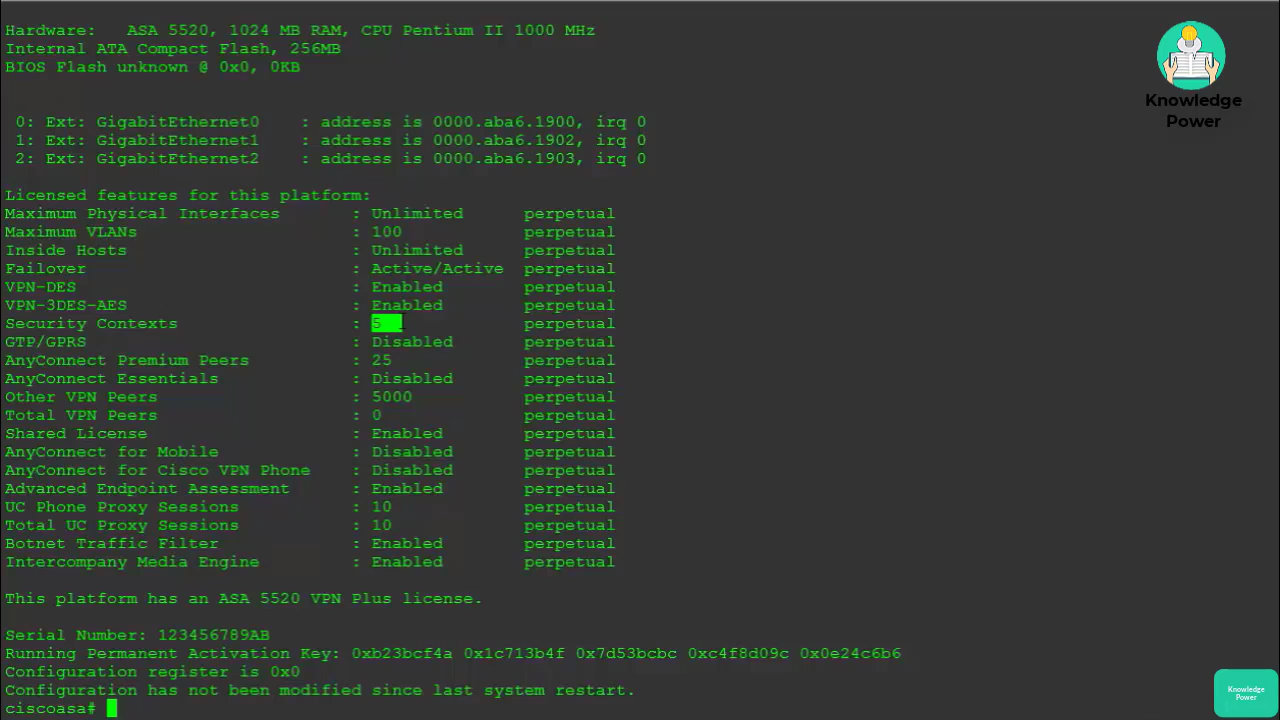 Hardware:   ASA 5520, 1024 MB RAM, CPU Pentium II 1000 MHz
Internal ATA Compact Flash, 256MB
BIOS Flash unknown @ 0x0, 0KB
Knowledge
Power
0: Ext: GigabitEthernet0    : address is 0000.aba6.1900, irq 0
1: Ext: GigabitEthernet1    : address is 0000.aba6.1902, irq 0
2: Ext: GigabitEthernet2    : address is 0000.aba6.1903, irq 0
Licensed features for this platform:
Maximum Physical Interfaces       : Unlimited      perpetual
Maximum VLANs                     : 100            perpetual
Inside Hosts                      : Unlimited      perpetual
Failover                          : Active/Active  perpetual
VPN-DES                           : Enabled        perpetual
VPN-3DES-AES                      : Enabled        perpetual
Security Contexts                 : 5              perpetual
GTP/GPRS                          : Disabled       perpetual
AnyConnect Premium Peers          : 25             perpetual
AnyConnect Essentials             : Disabled       perpetual
Other VPN Peers                   : 5000           perpetual
Total VPN Peers                   : 0              perpetual
Shared License                    : Enabled        perpetual
AnyConnect for Mobile             : Disabled       perpetual
AnyConnect for Cisco VPN Phone    : Disabled       perpetual
Advanced Endpoint Assessment      : Enabled        perpetual
UC Phone Proxy Sessions           : 10             perpetual
Total UC Proxy Sessions           : 10             perpetual
Botnet Traffic Filter             : Enabled        perpetual
Intercompany Media Engine         : Enabled        perpetual
This platform has an ASA 5520 VPN Plus license.
Serial Number: 123456789AB
Running Permanent Activation Key: 0xb23bcf4a 0x1c713b4f 0x7d53bcbc 0xc4f8d09c 0x0e24c6b6
Configuration register is 0x0
Configuration has not been modified since last system restart.
ciscoasa#
Knowledge
Power